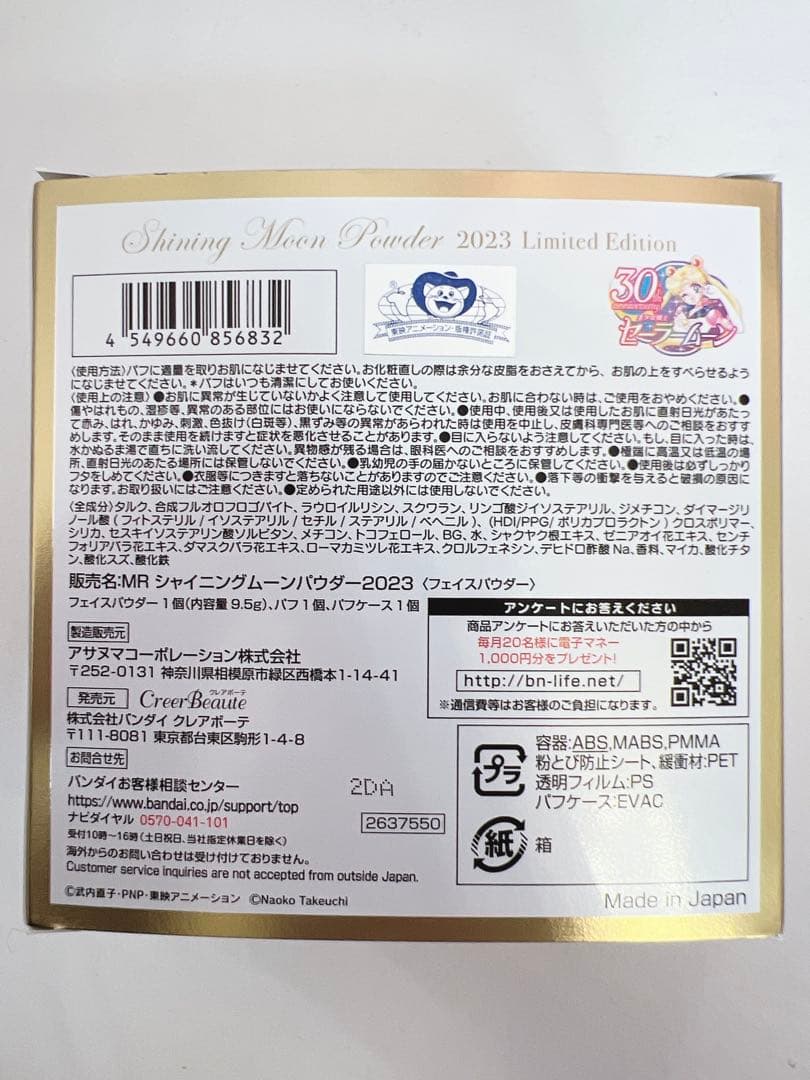 Shining Moon Powder 2023 Limited Edition
4 549660 856832
®
東映アニメーション・版権許諾証
30th
anniversary
美少女戦士
セーラームーン
〈使用方法〉パフに適量を取りお肌になじませてください。お化粧直しの際は余分な皮脂をおさえてから、お肌の上をすべらせるよう
になじませてください。＊パフはいつも清潔にしてお使いください。
〈使用上の注意〉●お肌に異常が生じていないかよく注意して使用してください。お肌に合わない時は、ご使用をおやめください。●
傷やはれもの、湿疹等、異常のある部位にはお使いにならないでください。●使用中、使用後又は使用したお肌に直射日光があたっ
て赤み、はれ、かゆみ、刺激、色抜け(白斑等)、黒ずみ等の異常があらわれた時は使用を中止し、皮膚科専門医等へのご相談をおすす
めします。そのまま使用を続けますと症状を悪化させることがあります。●目に入らないよう注意してください。もし、目に入った時は、
水かぬるま湯で直ちに洗い流してください。異物感が残る場合は、眼科医へのご相談をおすすめします。●極端に高温又は低温の場
所、直射日光のあたる場所には保管しないでください。●乳幼児の手の届かないところに保管してください。●使用後は必ずしっかり
フタをしめてください。●衣服等につきますと落ちないことがありますのでご注意ください。●落下等の衝撃を与えると破損の原因に
なります。お取り扱いにはご注意ください。●定められた用途以外には使用しないでください。
〈全成分〉タルク、合成フルオロフロゴパイト、ラウロイルリシン、スクワラン、リンゴ酸ジイソステアリル、ジメチコン、ダイマージリ
ノール酸(フィトステリル/イソステアリル/セチル/ステアリル/ベヘニル)、(HDI/PPG/ポリカプロラクトン)クロスポリマー、
シリカ、セスキイソステアリン酸ソルビタン、メチコン、トコフェロール、BG、水、シャクヤク根エキス、ゼニアオイ花エキス、センチ
フォリアバラ花エキス、ダマスクバラ花エキス、ローマカミツレ花エキス、クロルフェネシン、デヒドロ酢酸Na、香料、マイカ、酸化チタ
ン、酸化スズ、酸化鉄
販売名:MR シャイニングムーンパウダー2023 〈フェイスパウダー〉
フェイスパウダー1個(内容量 9.5g)、パフ1個、パフケース1個
製造販売元
アサヌマコーポレーション株式会社
〒252-0131 神奈川県相模原市緑区西橋本1-14-41
発売元
クレアボーテ
CreerBeaute
株式会社バンダイ クレアボーテ
〒111-8081 東京都台東区駒形1-4-8
お問合せ先
バンダイお客様相談センター
https://www.bandai.co.jp/support/top
ナビダイヤル 0570-041-101
受付10時〜16時(土日祝日、当社指定休業日を除く)
海外からのお問い合わせは受け付けておりません。
Customer service inquiries are not accepted from outside Japan.
©武内直子・PNP・東映アニメーション ©Naoko Takeuchi
2DA
2637550
アンケートにお答えください
商品アンケートにお答えいただいた方の中から
毎月20名様に電子マネー
1,000円分をプレゼント!
http://bn-life.net/
※通信費等はお客様のご負担になります。
プラ
容器:ABS,MABS,PMMA
粉とび防止シート、緩衝材:PET
透明フィルム:PS
パフケース:EVAC
紙
箱
Made in Japan